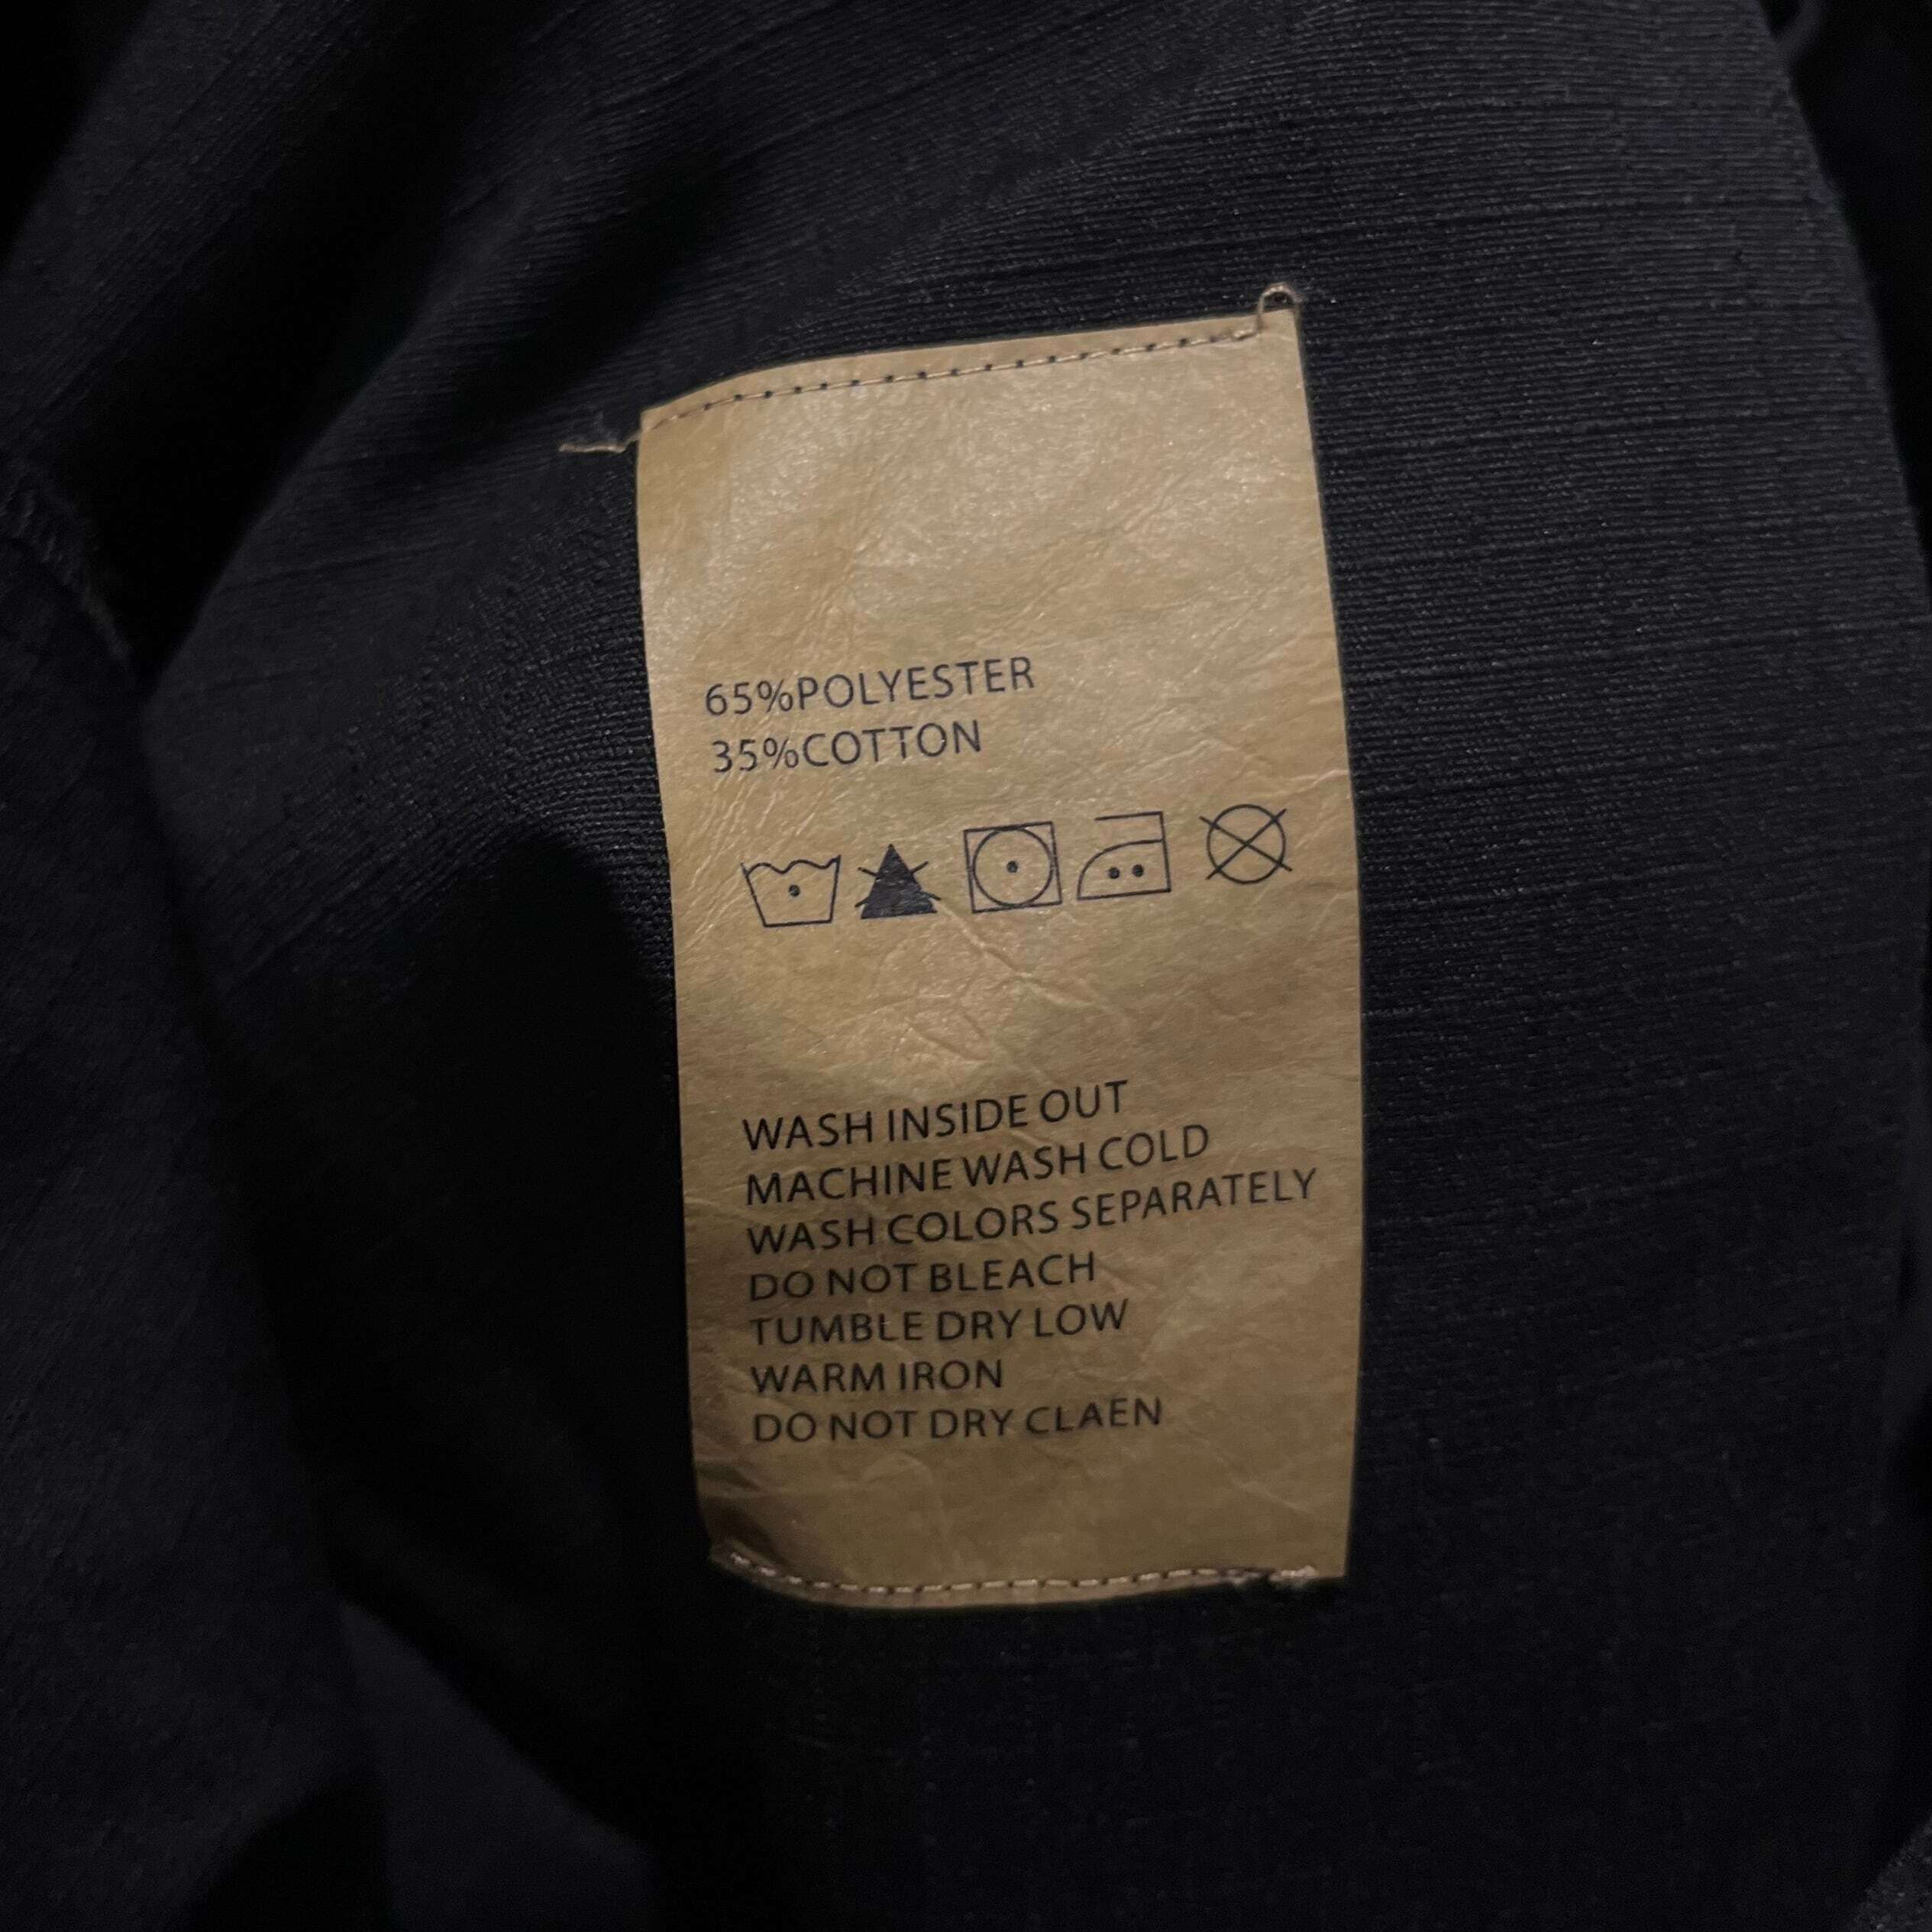 65%POLYESTER
35%COTTON
WASH INSIDE OUT
MACHINE WASH COLD
WASH COLORS SEPARATELY
DO NOT BLEACH
TUMBLE DRY LOW
WARM IRON
DO NOT DRY CLAEN